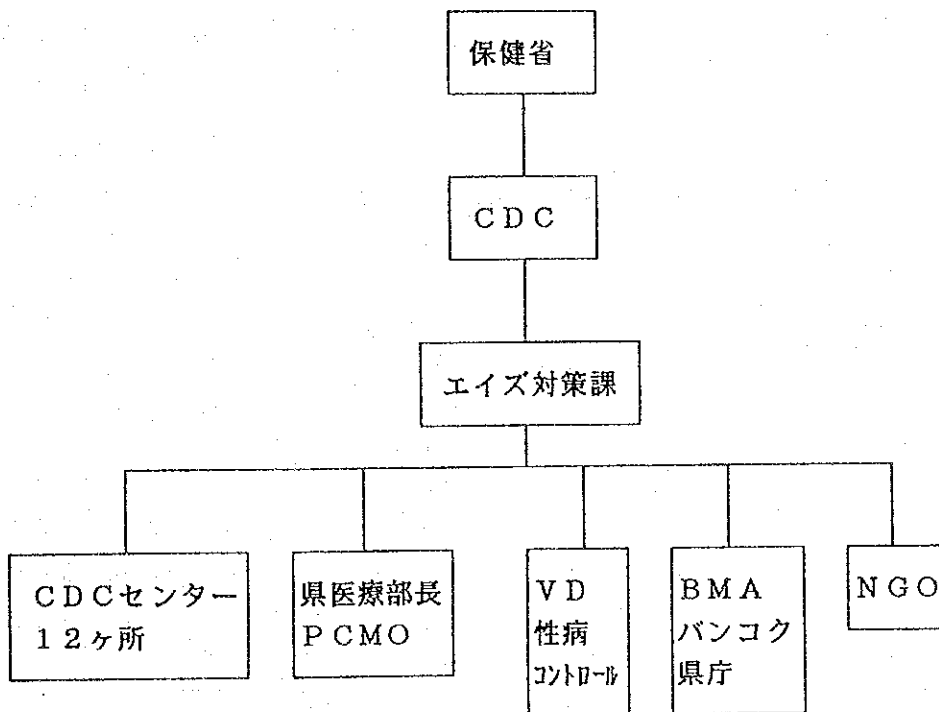 保健省
CDC
エイズ対策課
CDCセンター
12ヶ所
県医療部長
PCMO
VD
性病
コントロール
BMA
バンコク
県庁
NGO